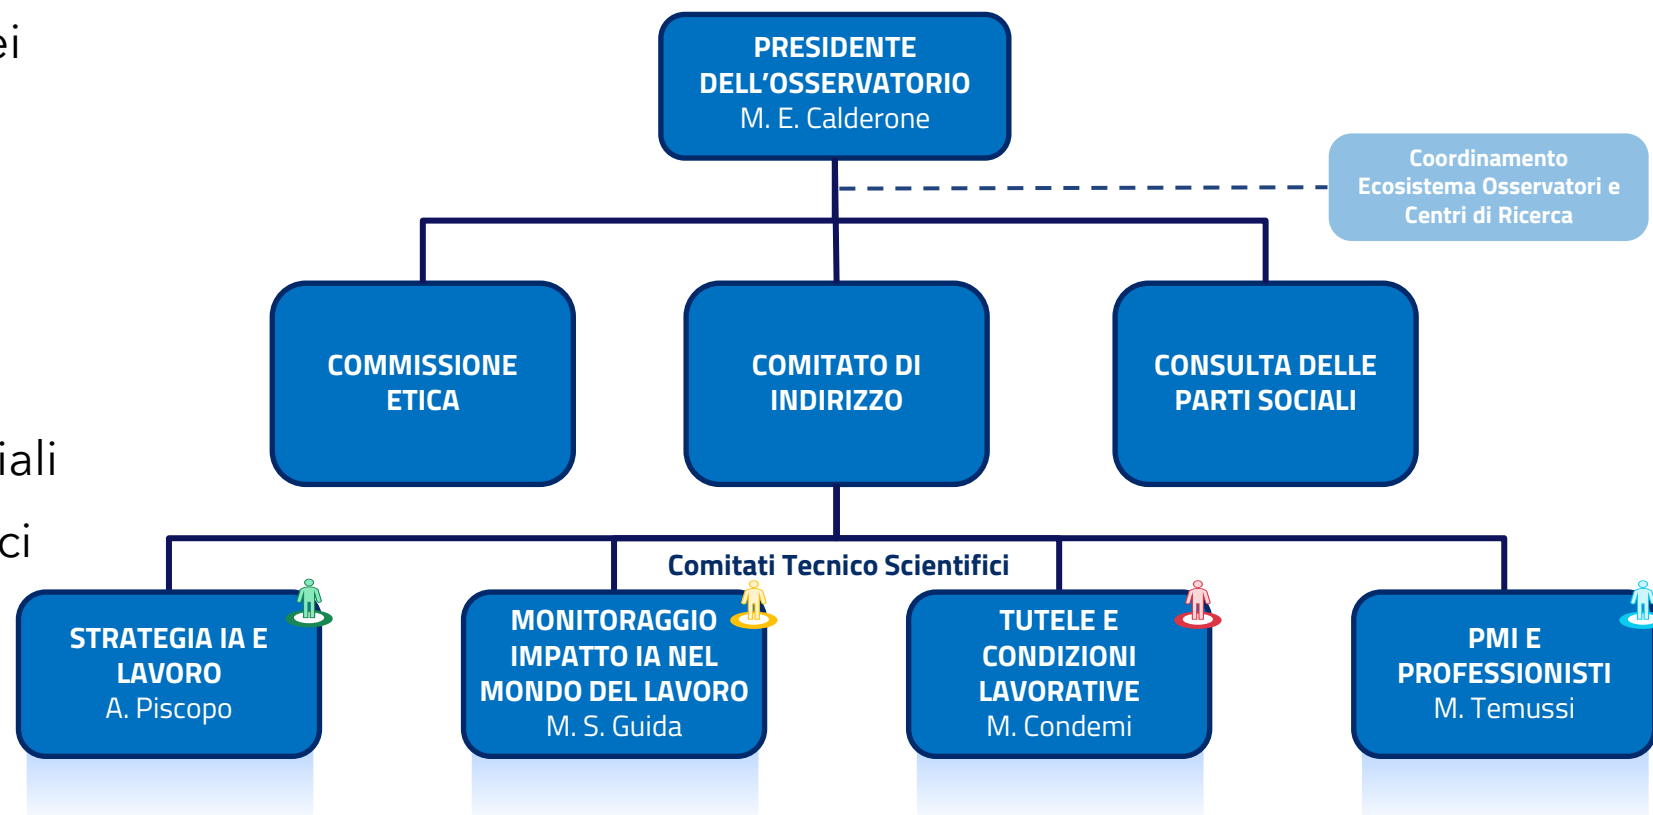 ei
PRESIDENTE
DELL'OSSERVATORIO
M. E. Calderone
Coordinamento
Ecosistema Osservatori e
Centri di Ricerca
COMMISSIONE
ETICA
COMITATO DI
INDIRIZZO
CONSULTA DELLE
PARTI SOCIALI
iali
ci
Comitati Tecnico Scientifici
STRATEGIA IA E
LAVORO
A. Piscopo
MONITORAGGIO
IMPATTO IA NEL
MONDO DEL LAVORO
M. S. Guida
TUTELE E
CONDIZIONI
LAVORATIVE
M. Condemi
PMI E
PROFESSIONISTI
M. Temussi